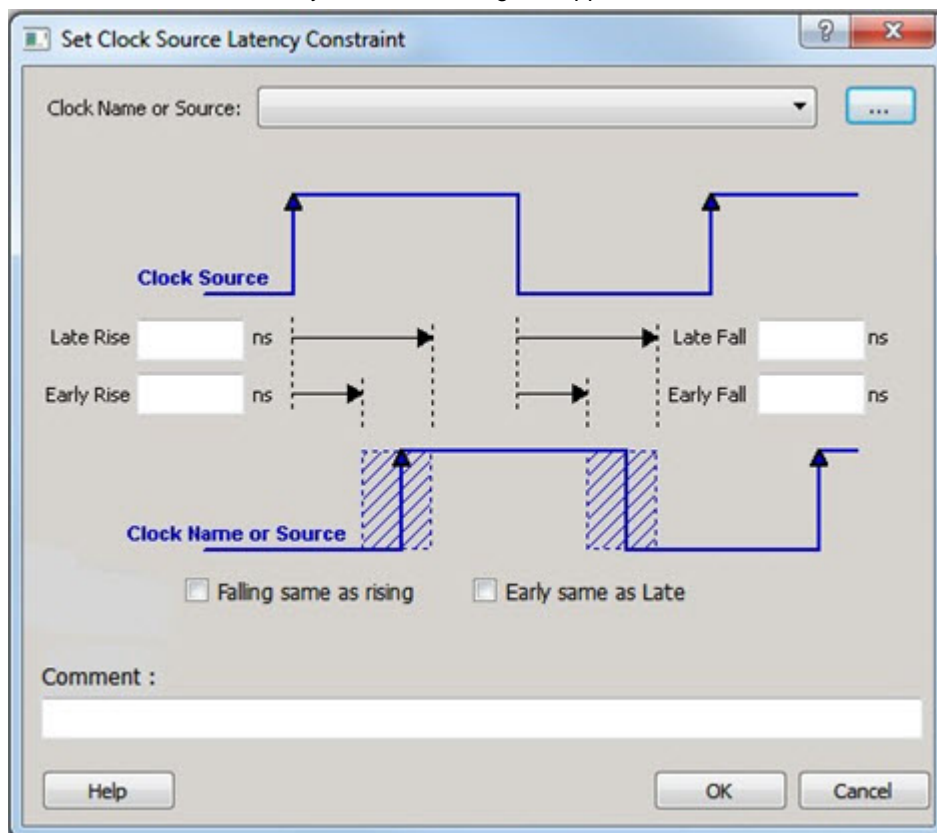 Set Clock Source Latency Constraint
?
Clock Name or Source:
...
Clock Source
Late Rise ns Late Fall ns
Early Rise ns Early Fall ns
Clock Name or Source
Falling same as rising Early same as Late
Comment :
Help OK Cancel